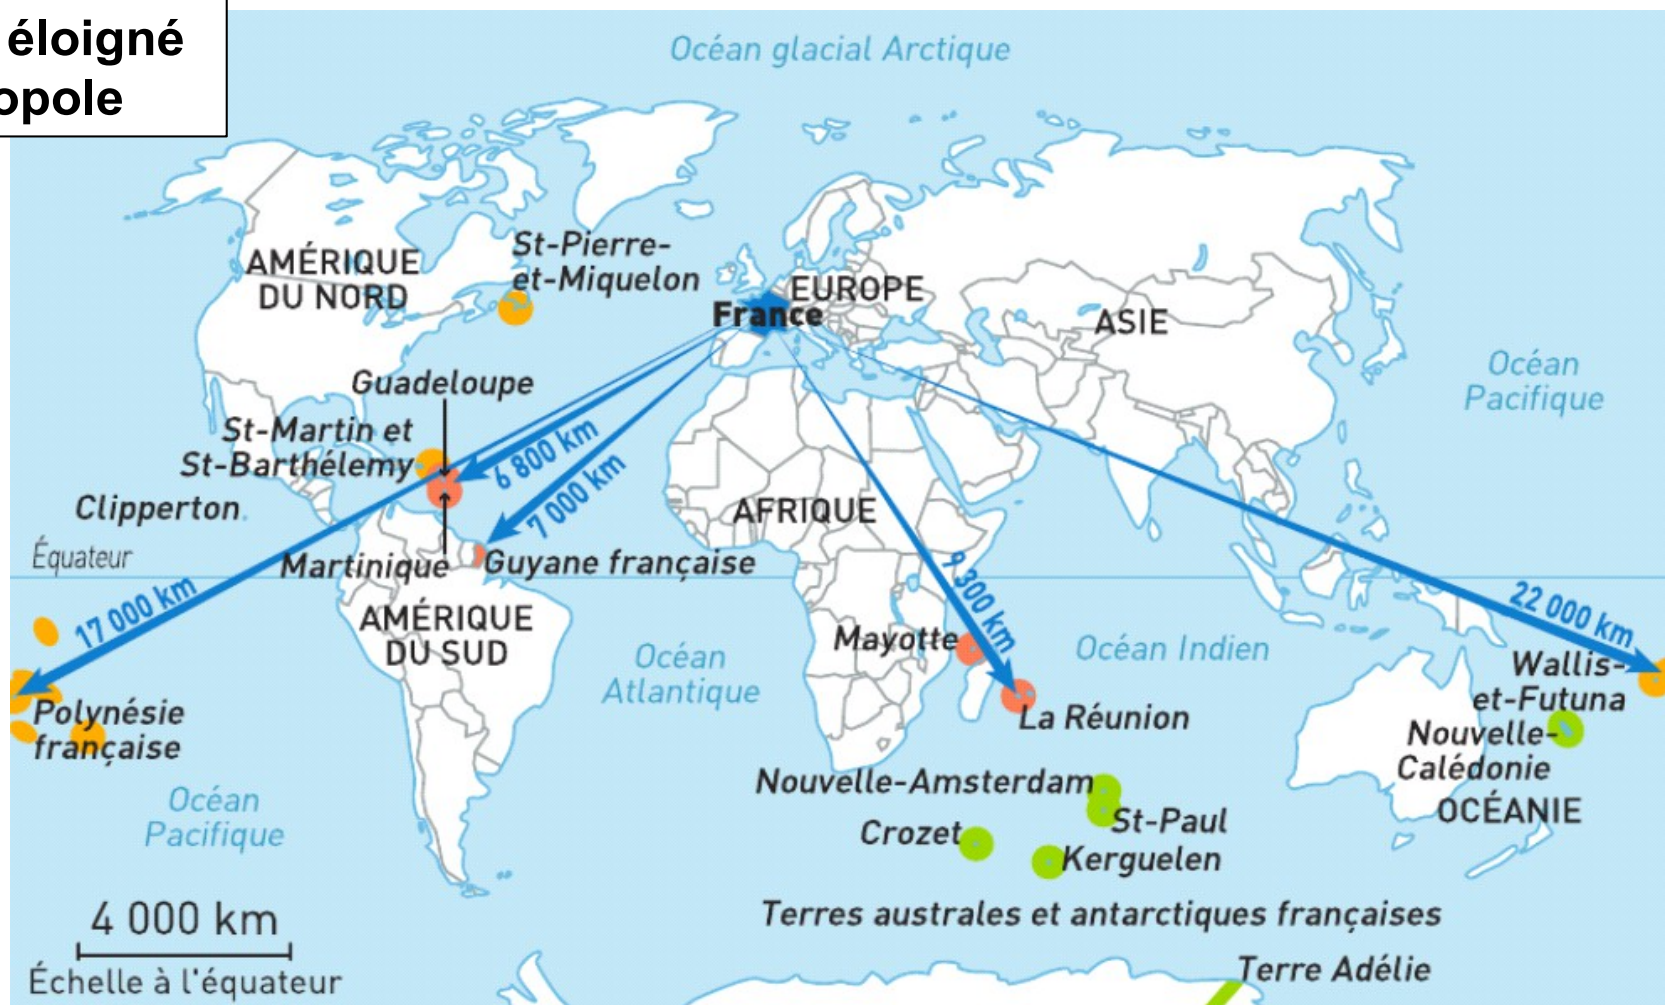 éloigné
opole
Océan glacial Arctique
AMÉRIQUE
DU NORD
St-Pierre-
et-Miquelon
EUROPE
France
ASIE
Océan
Pacifique
Guadeloupe
St-Martin et
St-Barthélemy
6 800 km
7 000 km
Clipperton
AFRIQUE
Équateur
Martinique
Guyane française
9 300 km
17 000 km
22 000 km
AMÉRIQUE
DU SUD
Mayotte
Océan Indien
Océan
Atlantique
Wallis-
et-Futuna
Polynésie
française
La Réunion
Nouvelle-
Calédonie
Nouvelle-Amsterdam
OCÉANIE
Océan
Pacifique
St-Paul
Crozet
Kerguelen
4 000 km
Terres australes et antarctiques françaises
Échelle à l'équateur
Terre Adélie